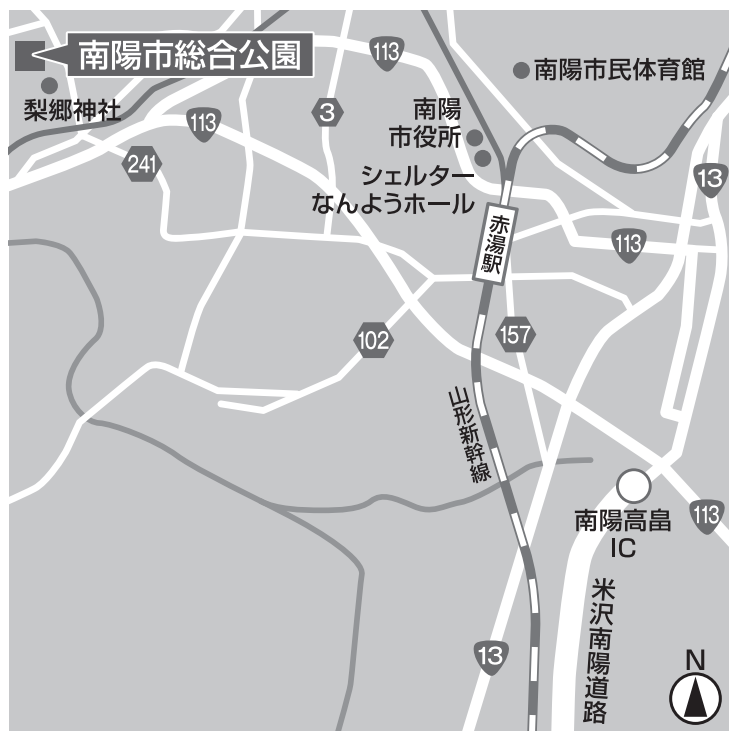 南陽市総合公園
梨郷神社
113
3
113
241
南陽市民体育館
南陽
市役所
シェルター
なんようホール
赤湯駅
13
113
102
157
山形新幹線
南陽高畠
IC
113
米沢南陽道路
13
N